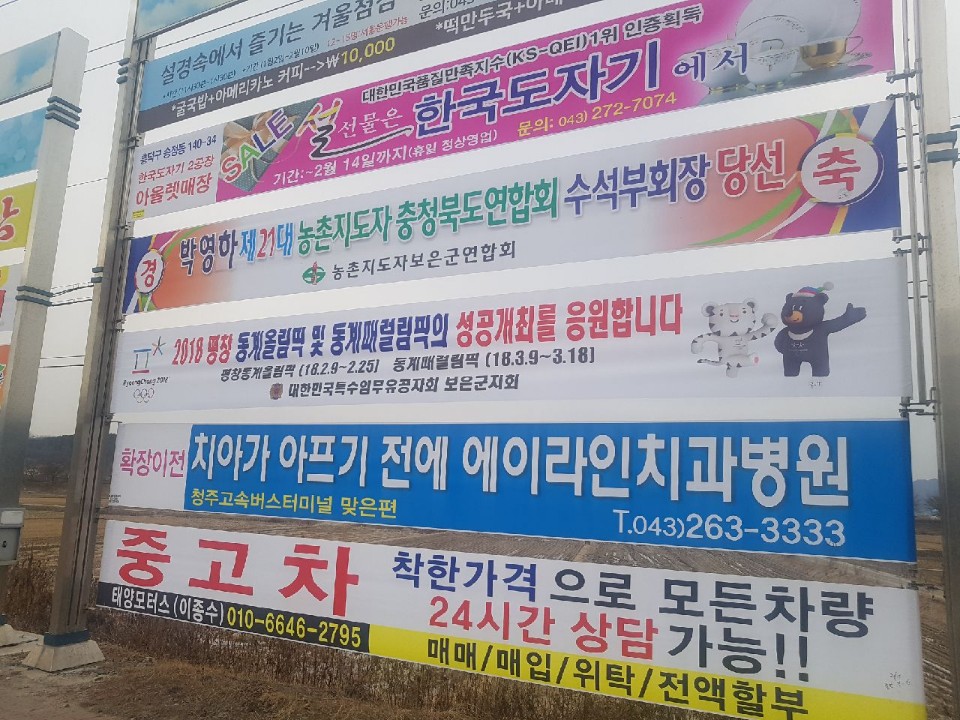 설경속에서 즐기는 겨울점심
문의:043
*굴국밥+아메리카노 커피-->₩10,000
*떡만두국+아메
SALE 설 선물은 한국도자기에서
대한민국품질만족지수(KS-QEI)1위 인증획득
기간:~2월 14일까지(휴일 정상영업) 문의: 043) 272-7074
흥덕구 송정동 140-34
한국도자기 2공장
아울렛매장
경 박영하 제21대 농촌지도자 충청북도연합회 수석부회장 당선 축
농촌지도자보은군연합회
2018 평창 동계올림픽 및 동계패럴림픽의 성공개최를 응원합니다
평창동계올림픽 (18.2.9~2.25) 동계패럴림픽 (18.3.9~3.18)
대한민국특수임무유공자회 보은군지회
PyeongChang 2018
확장이전 치아가 아프기 전에 에이라인치과병원
청주고속버스터미널 맞은편
T.043)263-3333
중고차 착한가격으로 모든차량
24시간 상담가능!!
태양모터스 (이종수) 010-6646-2795
매매/매입/위탁/전액할부